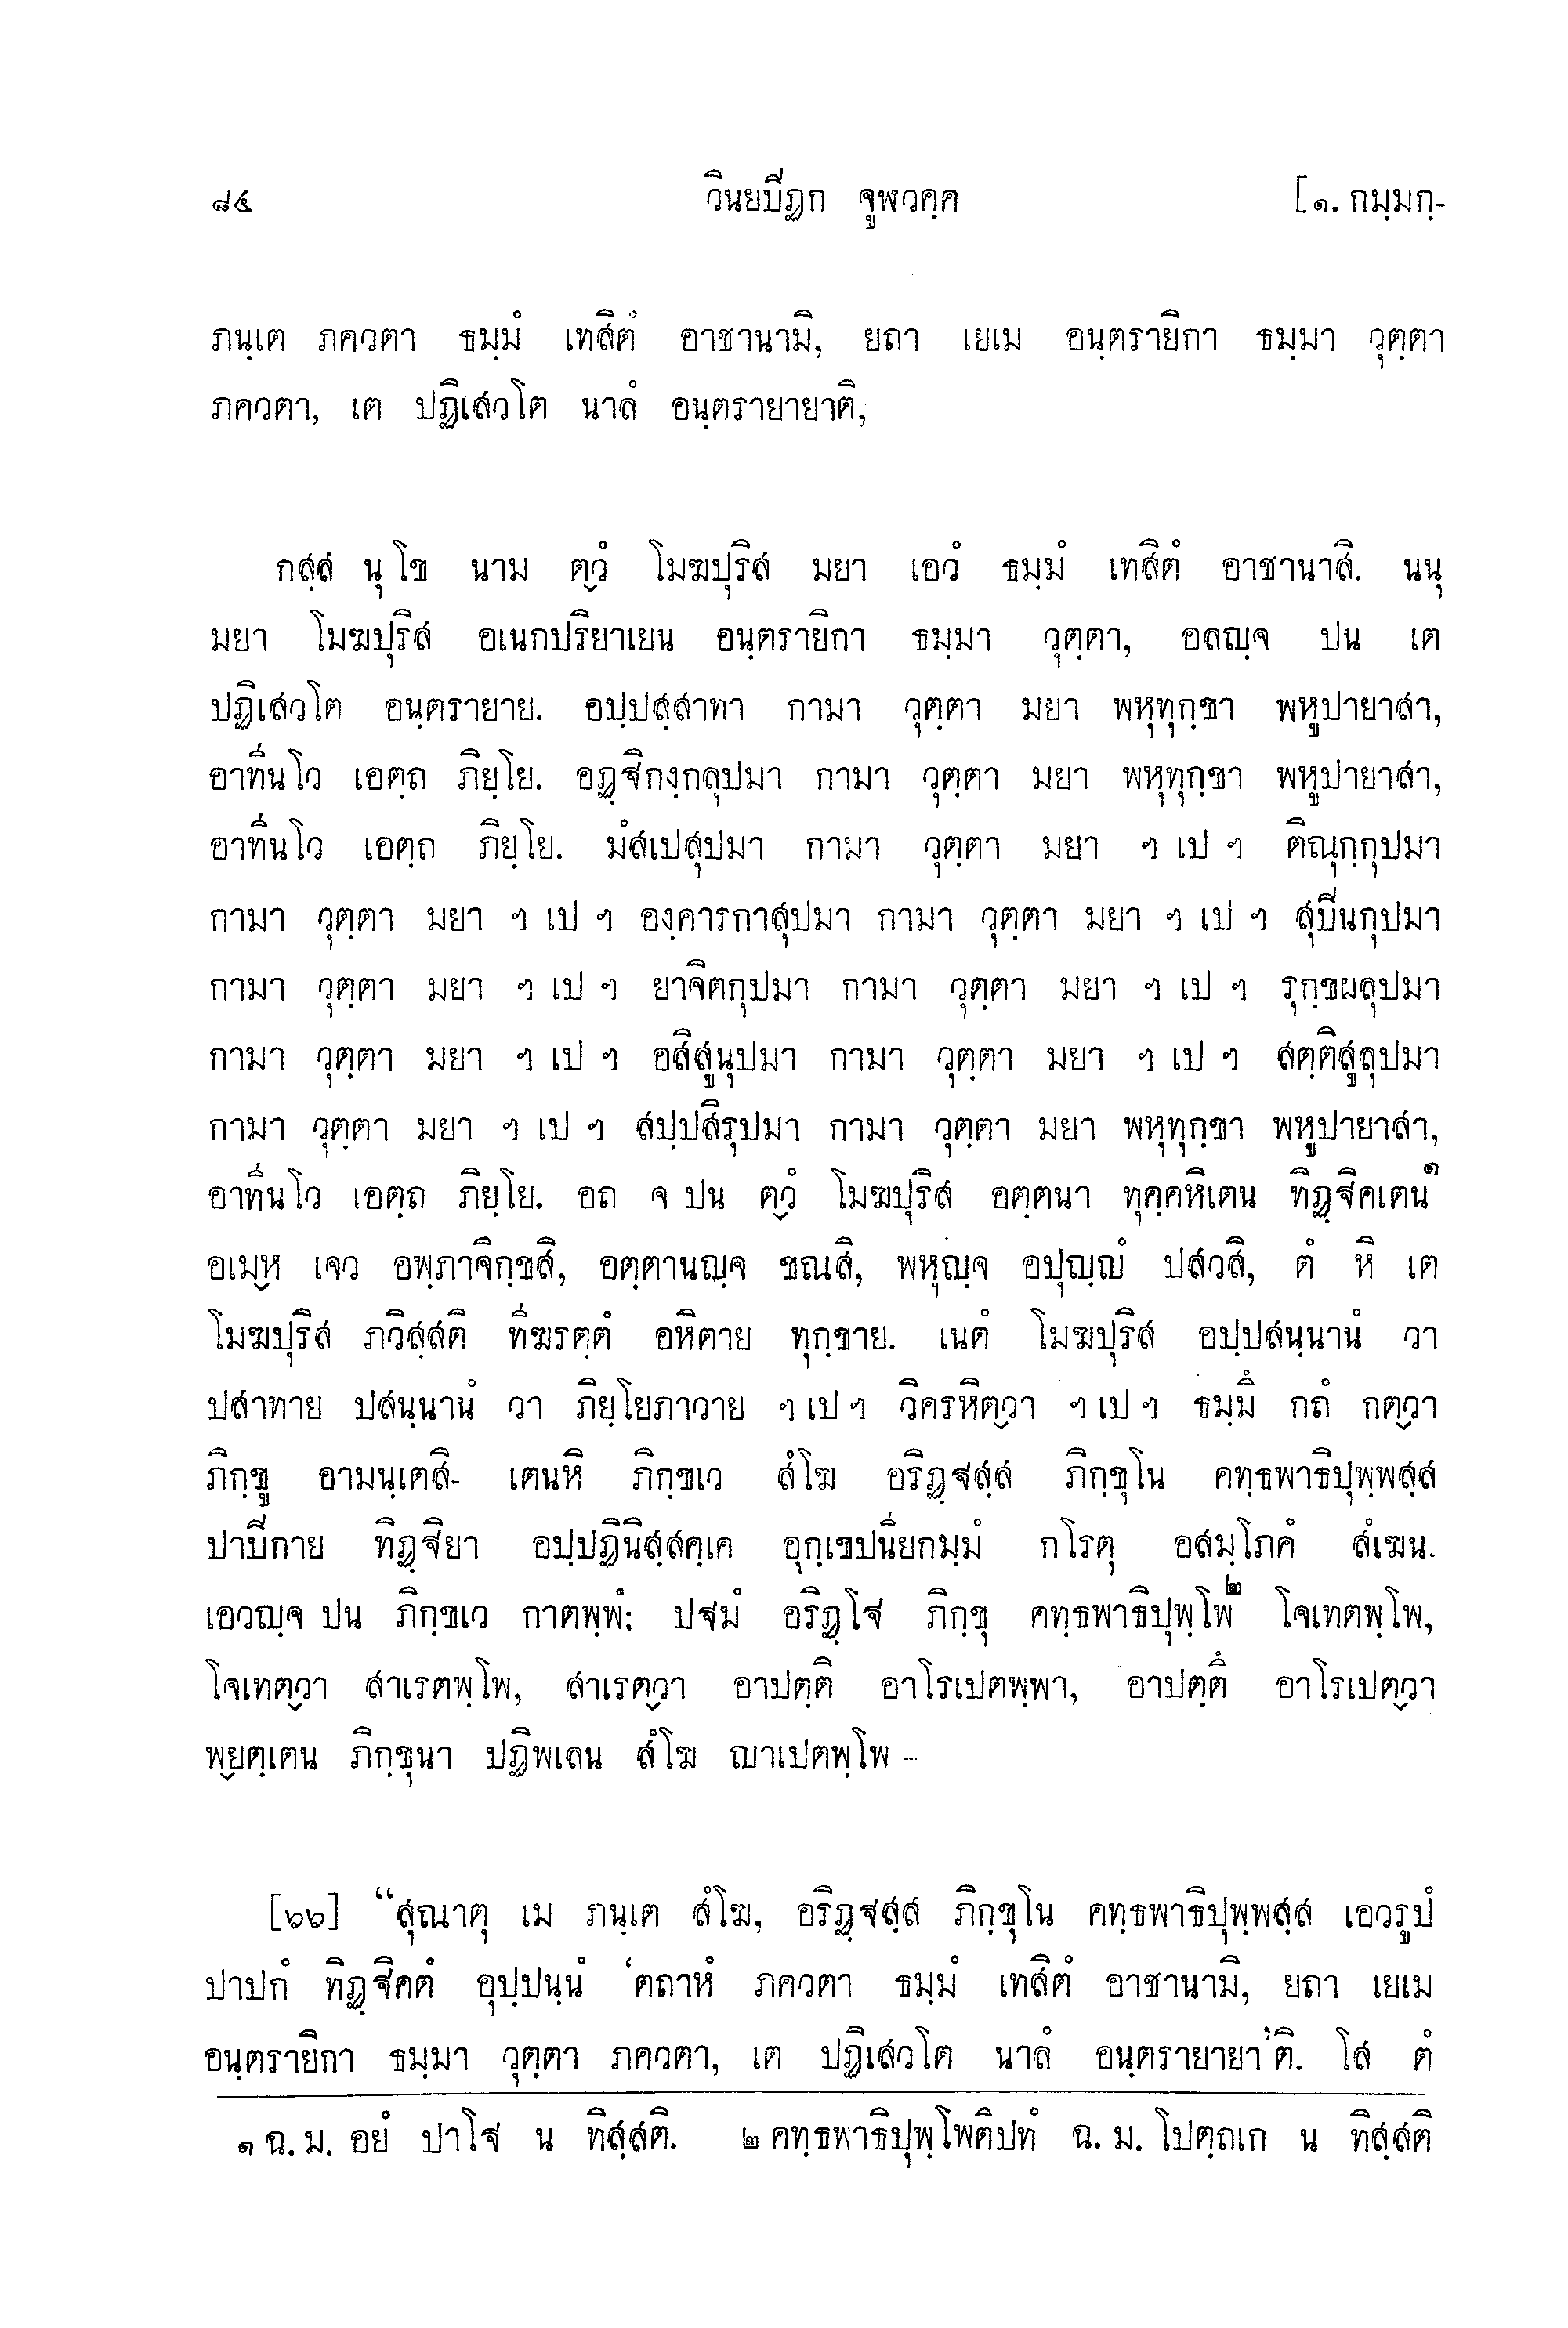 ๘๔ วินยปีฏก จูฬวคฺค [๑. กมฺมกฺ-
ภนฺเต ภควตา ธมฺมํ เทสิตํ อาชานามิ, ยถา เยเม อนฺตรายิกา ธมฺมา วุตฺตา
ภควตา, เต ปฏิเสวโต นาลํ อนฺตรายายาติ,
กสฺส นุ โข นาม ตฺวํ โมฆปุริส มยา เอวํ ธมฺมํ เทสิตํ อาชานาสิ. นนุ
มยา โมฆปุริส อเนกปริยาเยน อนฺตรายิกา ธมฺมา วุตฺตา, อลญฺจ ปน เต
ปฏิเสวโต อนฺตรายาย. อปฺปสฺสาทา กามา วุตฺตา มยา พหุทุกฺขา พหูปายาสา,
อาทีนโว เอตฺถ ภิยฺโย. อฏฺฐิกงฺกลุปมา กามา วุตฺตา มยา พหุทุกฺขา พหูปายาสา,
อาทีนโว เอตฺถ ภิยฺโย. มํสเปสุปมา กามา วุตฺตา มยา ฯ เป ฯ ติณุกฺกุปมา
กามา วุตฺตา มยา ฯ เป ฯ องฺคารกาสุปมา กามา วุตฺตา มยา ฯ เป ฯ สุปีนกุปมา
กามา วุตฺตา มยา ฯ เป ฯ ยาจิตกุปมา กามา วุตฺตา มยา ฯ เป ฯ รุกฺขผลุปมา
กามา วุตฺตา มยา ฯ เป ฯ อสิสูนุปมา กามา วุตฺตา มยา ฯ เป ฯ สตฺติสูลุปมา
กามา วุตฺตา มยา ฯ เป ฯ สปฺปสิรุปมา กามา วุตฺตา มยา พหุทุกฺขา พหูปายาสา,
อาทีนโว เอตฺถ ภิยฺโย. อถ จ ปน ตฺวํ โมฆปุริส อตฺตนา ทุคฺคหิเตน ทิฏฺฐิคเตน๑
อเมฺห เจว อพฺภาจิกฺขสิ, อตฺตานญฺจ ขณสิ, พหุญฺจ อปุญฺญํ ปสวสิ, ตํ หิ เต
โมฆปุริส ภวิสฺสติ ทีฆรตฺตํ อหิตาย ทุกฺขาย. เนตํ โมฆปุริส อปฺปสนฺนานํ วา
ปสาทาย ปสนฺนานํ วา ภิยฺโยภาวาย ฯ เป ฯ วิครหิตฺวา ฯ เป ฯ ธมฺมึ กถํ กตฺวา
ภิกฺขู อามนฺเตสิ- เตนหิ ภิกฺขเว สํโฆ อริฏฺฐสฺส ภิกฺขุโน คทฺธพาธิปุพฺพสฺส
ปาปิกาย ทิฏฺฐิยา อปฺปฏินิสฺสคฺเค อุกฺเขปนียกมฺมํ กโรตุ อสมฺโภคํ สํเฆน.
เอวญฺจ ปน ภิกฺขเว กาตพฺพํ: ปฐมํ อริฏฺโฐ ภิกฺขุ คทฺธพาธิปุพฺโพ๒ โจเทตพฺโพ,
โจเทตฺวา สาเรตพฺโพ, สาเรตฺวา อาปตฺติ อาโรเปตพฺพา, อาปตฺตึ อาโรเปตฺวา
พฺยตฺเตน ภิกฺขุนา ปฏิพเลน สํโฆ ญาเปตพฺโพ --
[๖๖] “สุณาตุ เม ภนฺเต สํโฆ, อริฏฺฐสฺส ภิกฺขุโน คทฺธพาธิปุพฺพสฺส เอวรูปํ
ปาปกํ ทิฏฺฐิคตํ อุปฺปนฺนํ ‘ตถาหํ ภควตา ธมฺมํ เทสิตํ อาชานามิ, ยถา เยเม
อนฺตรายิกา ธมฺมา วุตฺตา ภควตา, เต ปฏิเสวโต นาลํ อนฺตรายายา’ติ. โส ตํ
๑ ฉ. ม. อยํ ปาโฐ น ทิสฺสติ. ๒ คทฺธพาธิปุพฺโพติปทํ ฉ. ม. โปตฺถเก น ทิสฺสติ